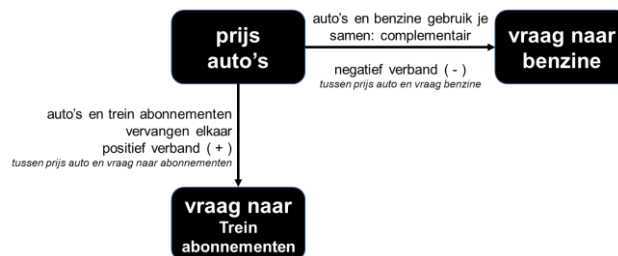 prijs
auto's
auto's en benzine gebruik je
samen: complementair
negatief verband ( - )
tussen prijs auto en vraag benzine
vraag naar
benzine
auto's en trein abonnementen
vervangen elkaar
positief verband ( + )
tussen prijs auto en vraag naar abonnementen
vraag naar
Trein
abonnementen